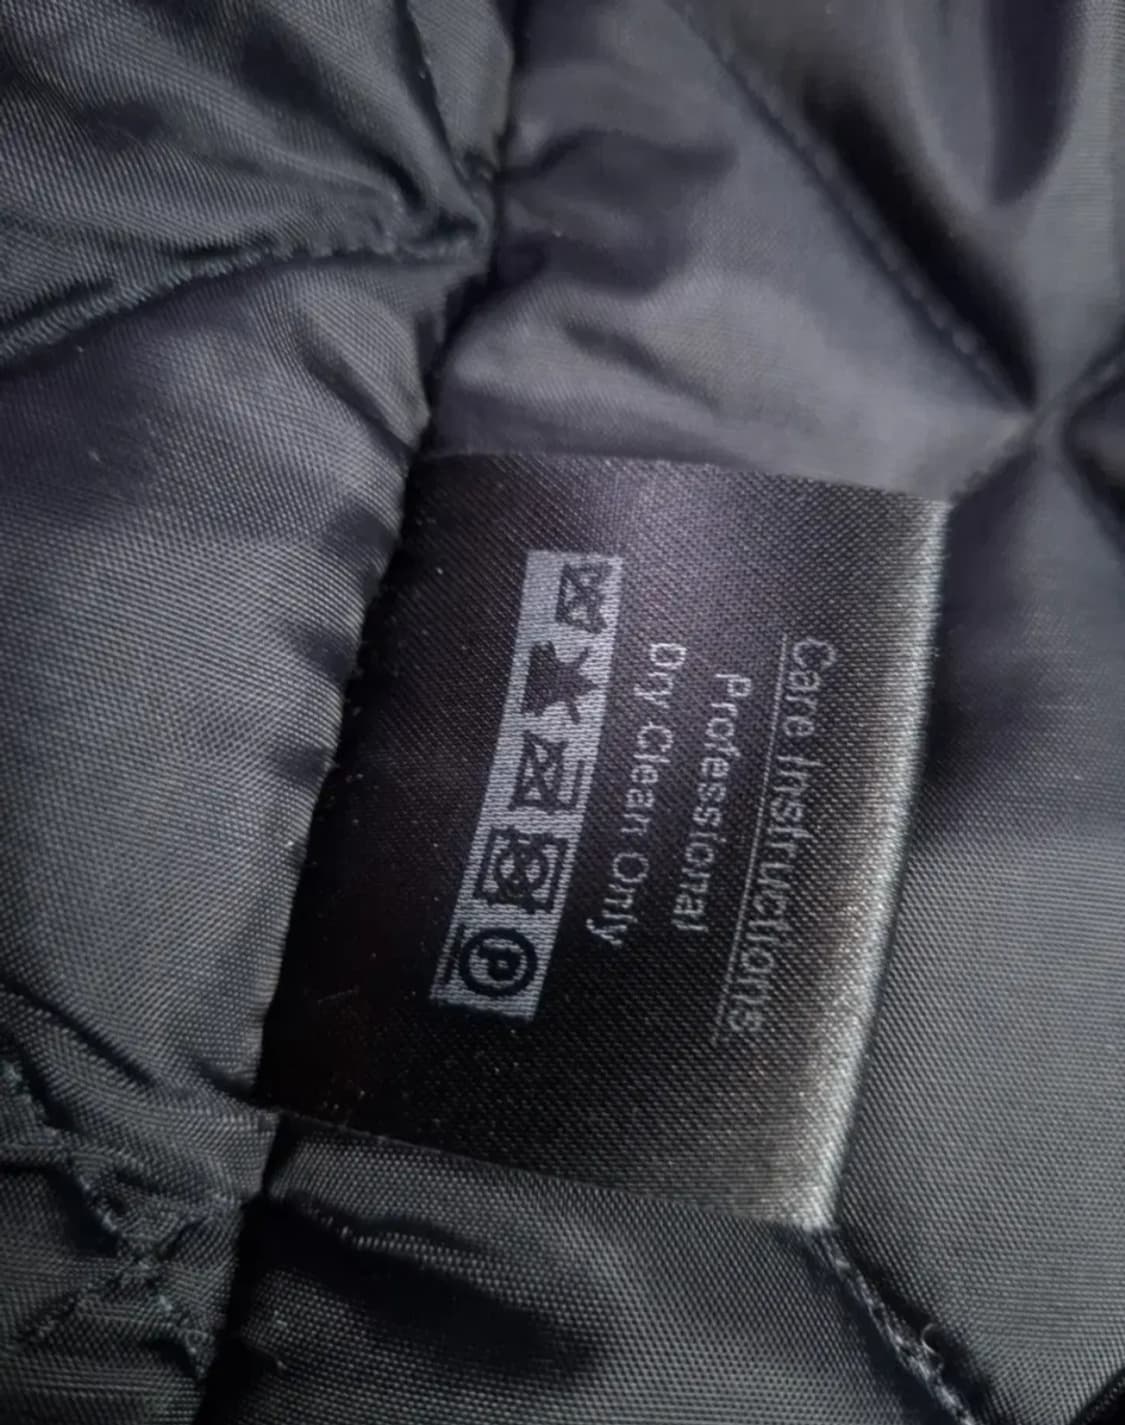 Care Instructions
Professional
Dry Clean Only
P